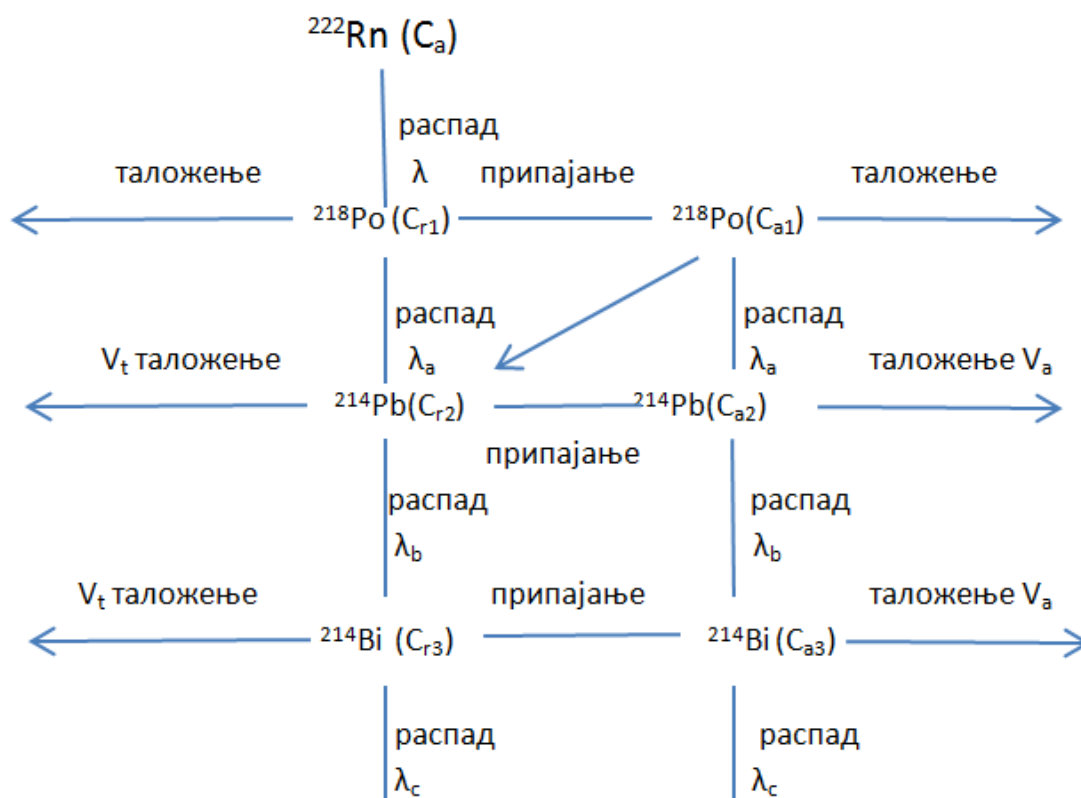 ²²²Rn (Cₐ)
распад
таложење λ припајање таложење
²¹⁸Po (Cᵣ₁) ²¹⁸Po(Cₐ₁)
распад распад
Vₜ таложење λₐ λₐ таложење Vₐ
²¹⁴Pb(Cᵣ₂) ²¹⁴Pb(Cₐ₂)
припајање
распад распад
λb λb
Vₜ таложење припајање таложење Vₐ
²¹⁴Bi (Cᵣ₃) ²¹⁴Bi (Cₐ₃)
распад распад
λc λc